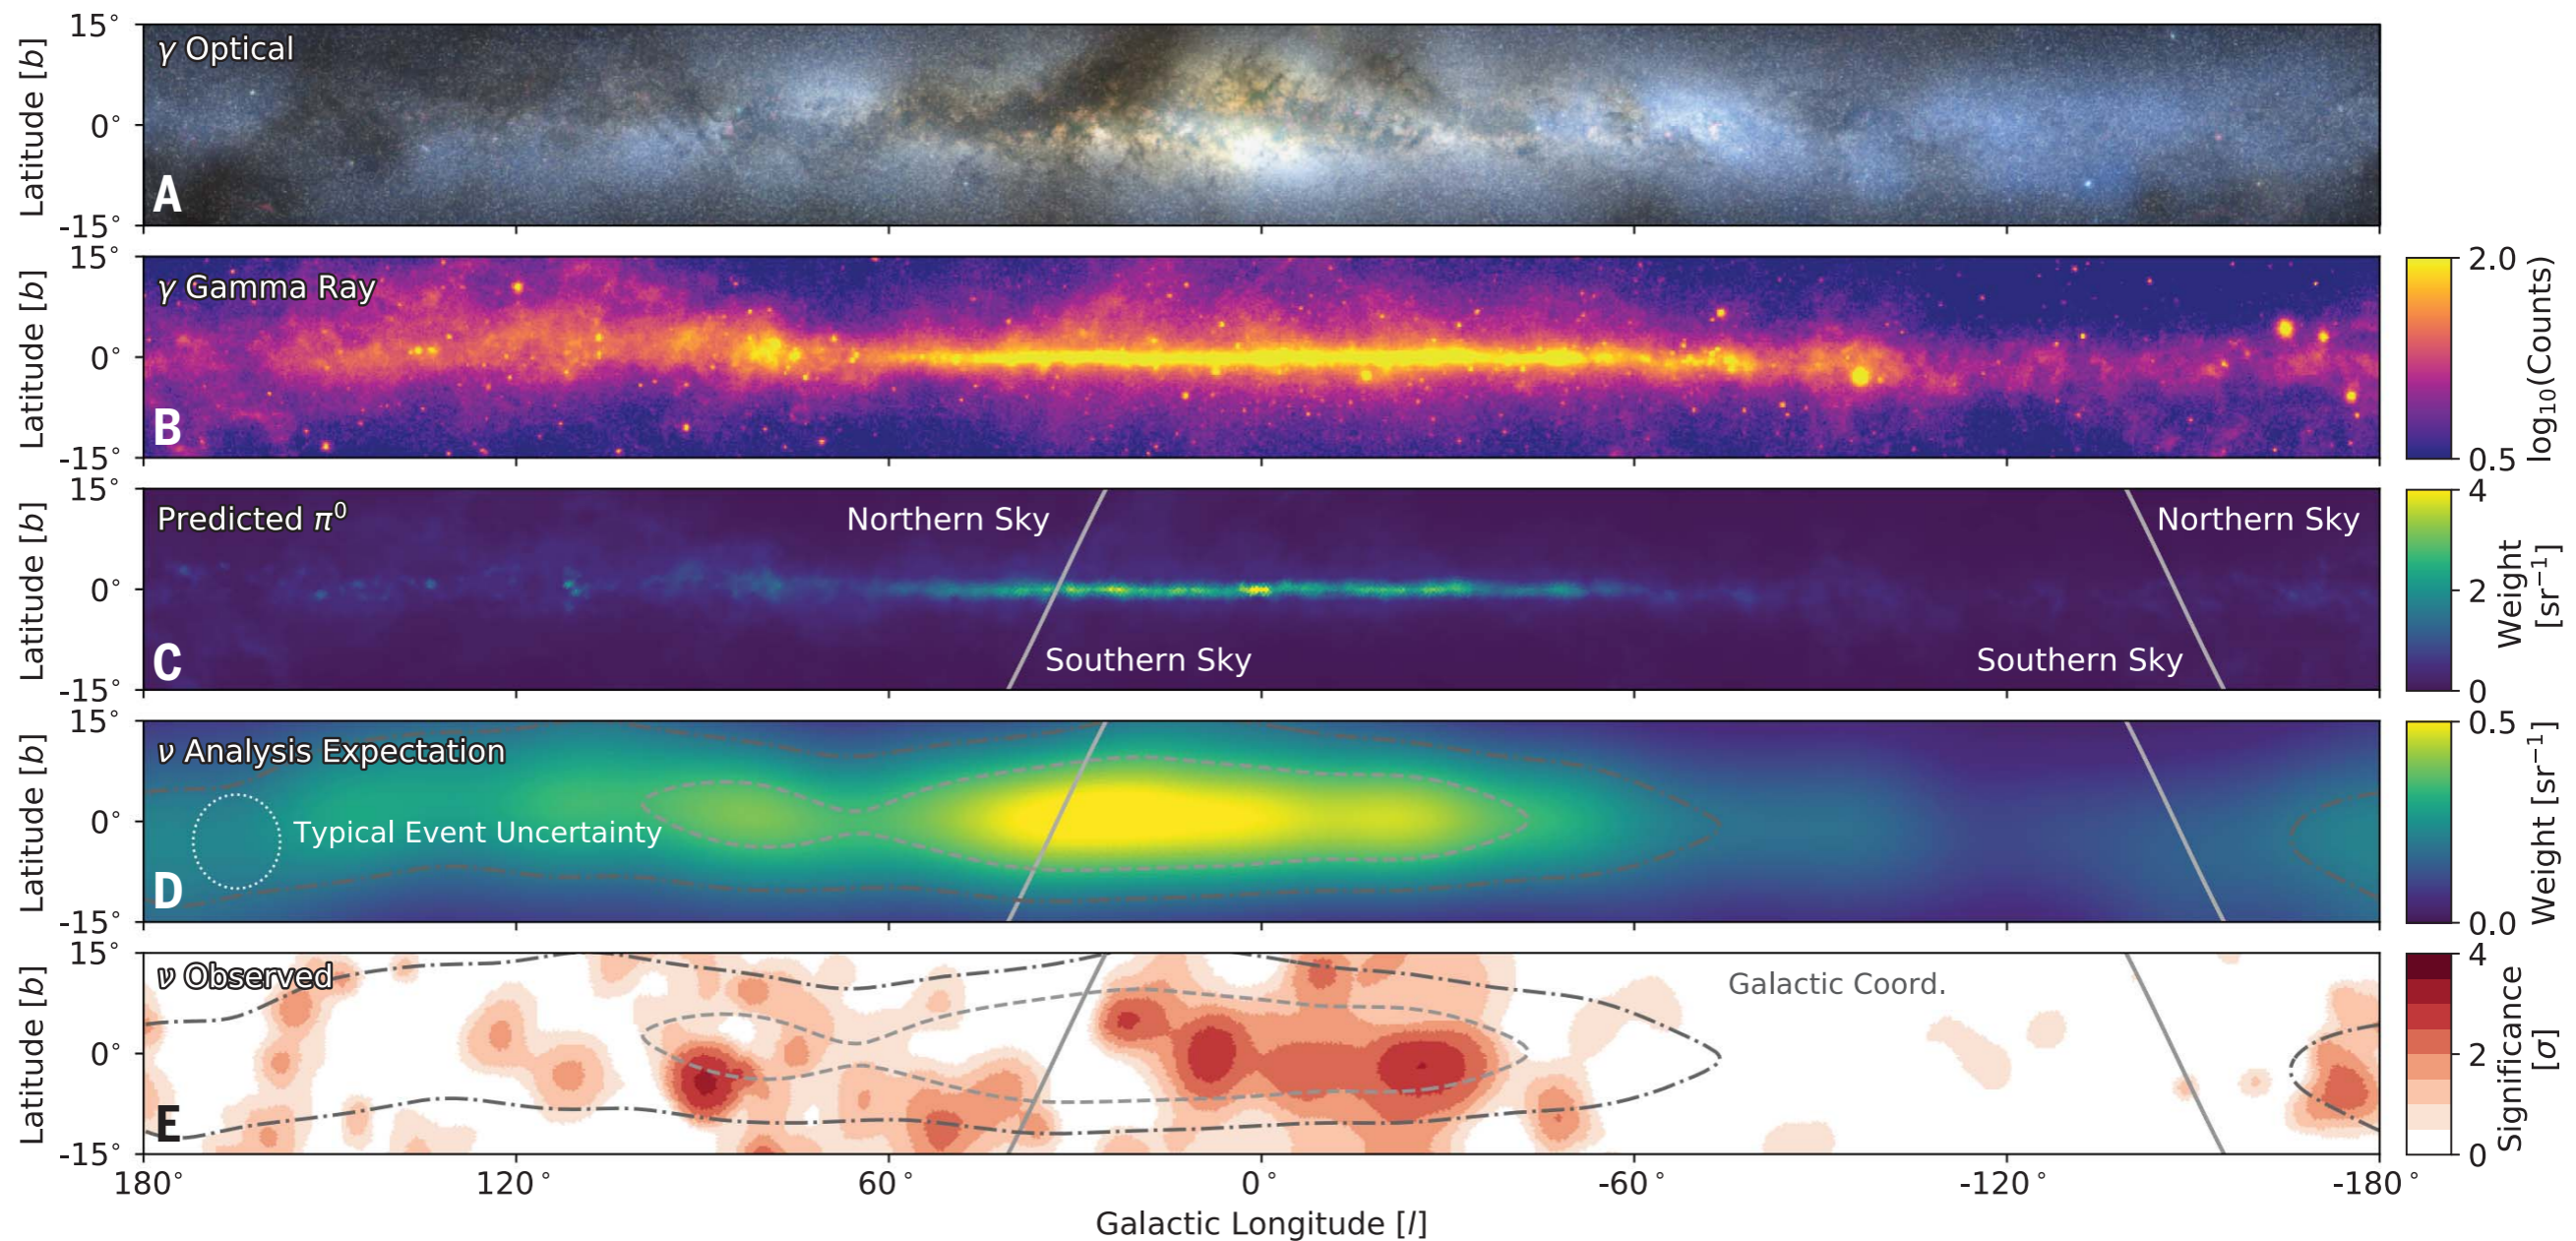 15°
γ Optical
Latitude [b]
0°
A
-15°
15°
γ Gamma Ray
Latitude [b]
0°
B
-15°
2.0
log10(Counts)
0.5
15°
Predicted π⁰
Northern Sky
Northern Sky
Latitude [b]
0°
Southern Sky
Southern Sky
C
-15°
4
2
0
Weight
[sr⁻¹]
15°
ν Analysis Expectation
Latitude [b]
0°
Typical Event Uncertainty
D
-15°
0.5
Weight [sr⁻¹]
0.0
15°
ν Observed
Galactic Coord.
Latitude [b]
0°
E
-15°
4
2
0
Significance
[σ]
180° 120° 60° 0° -60° -120° -180°
Galactic Longitude [l]